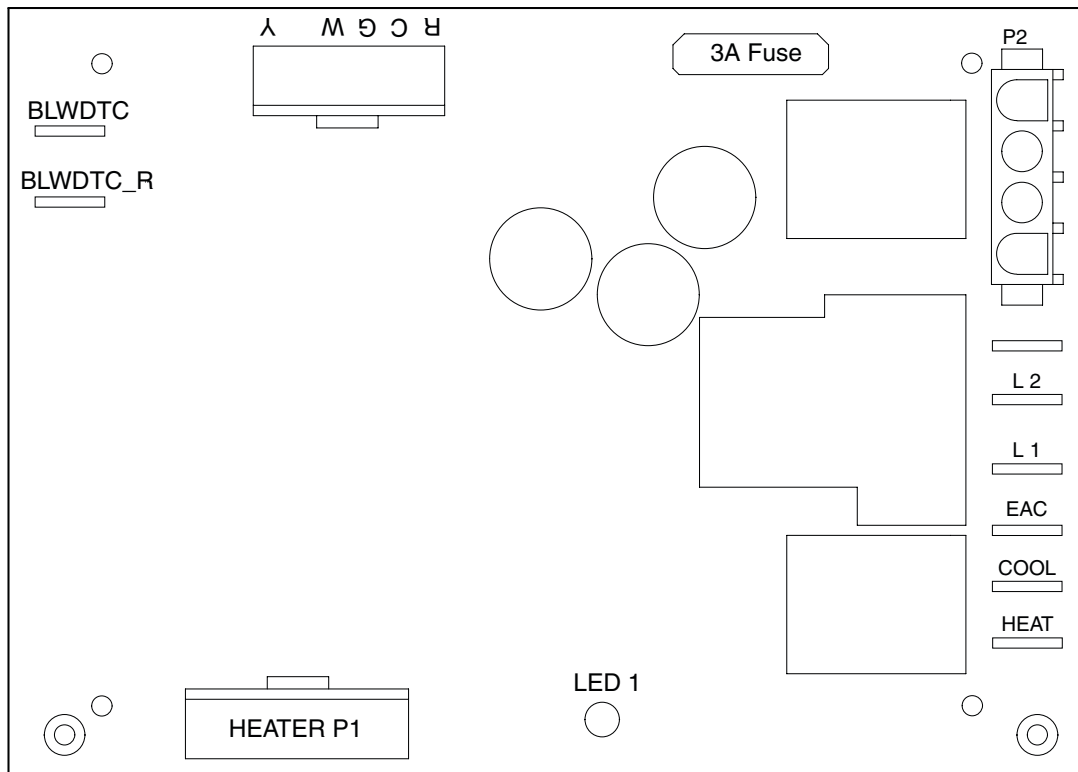 R C G W Y
3A Fuse
P2
BLWDTC
BLWDTC_R
L 2
L 1
EAC
COOL
HEAT
LED 1
HEATER P1